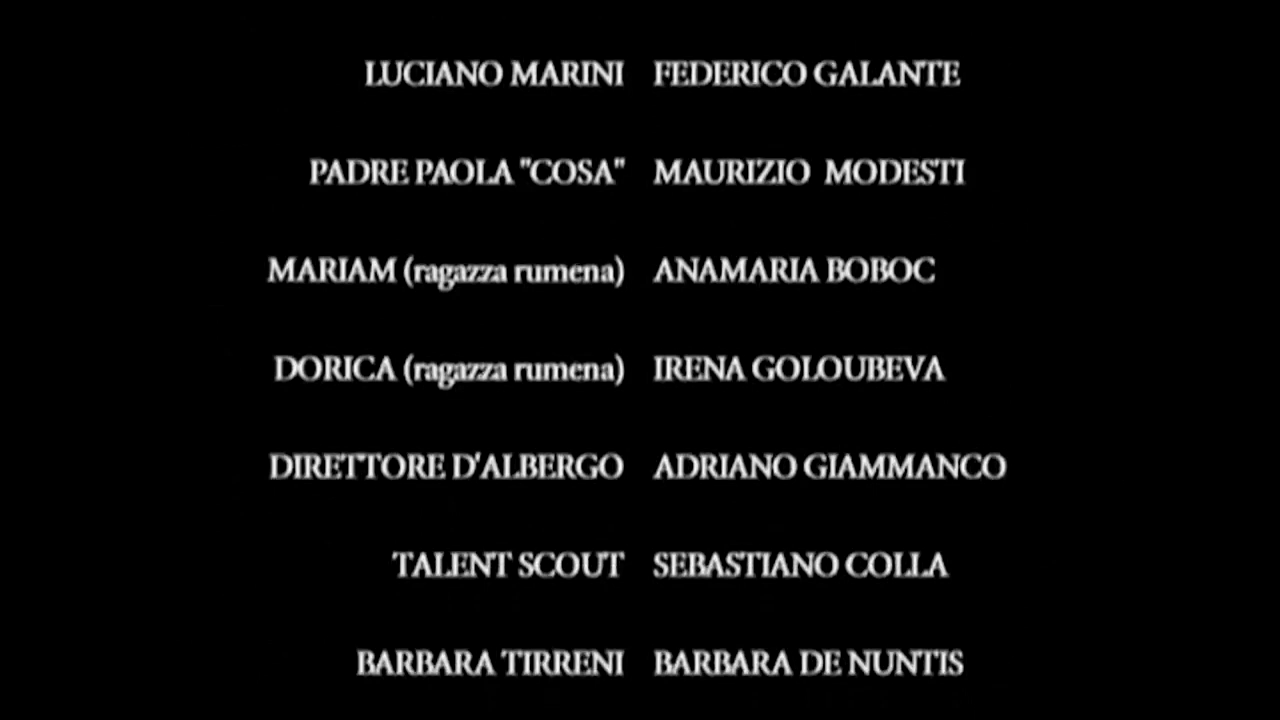 LUCIANO MARINI FEDERICO GALANTE
PADRE PAOLA "COSA" MAURIZIO MODESTI
MARIAM (ragazza rumena) ANAMARIA BOBOC
DORICA (ragazza rumena) IRENA GOLOUBEVA
DIRETTORE D'ALBERGO ADRIANO GIAMMANCO
TALENT SCOUT SEBASTIANO COLLA
BARBARA TIRRENI BARBARA DE NUNTIS